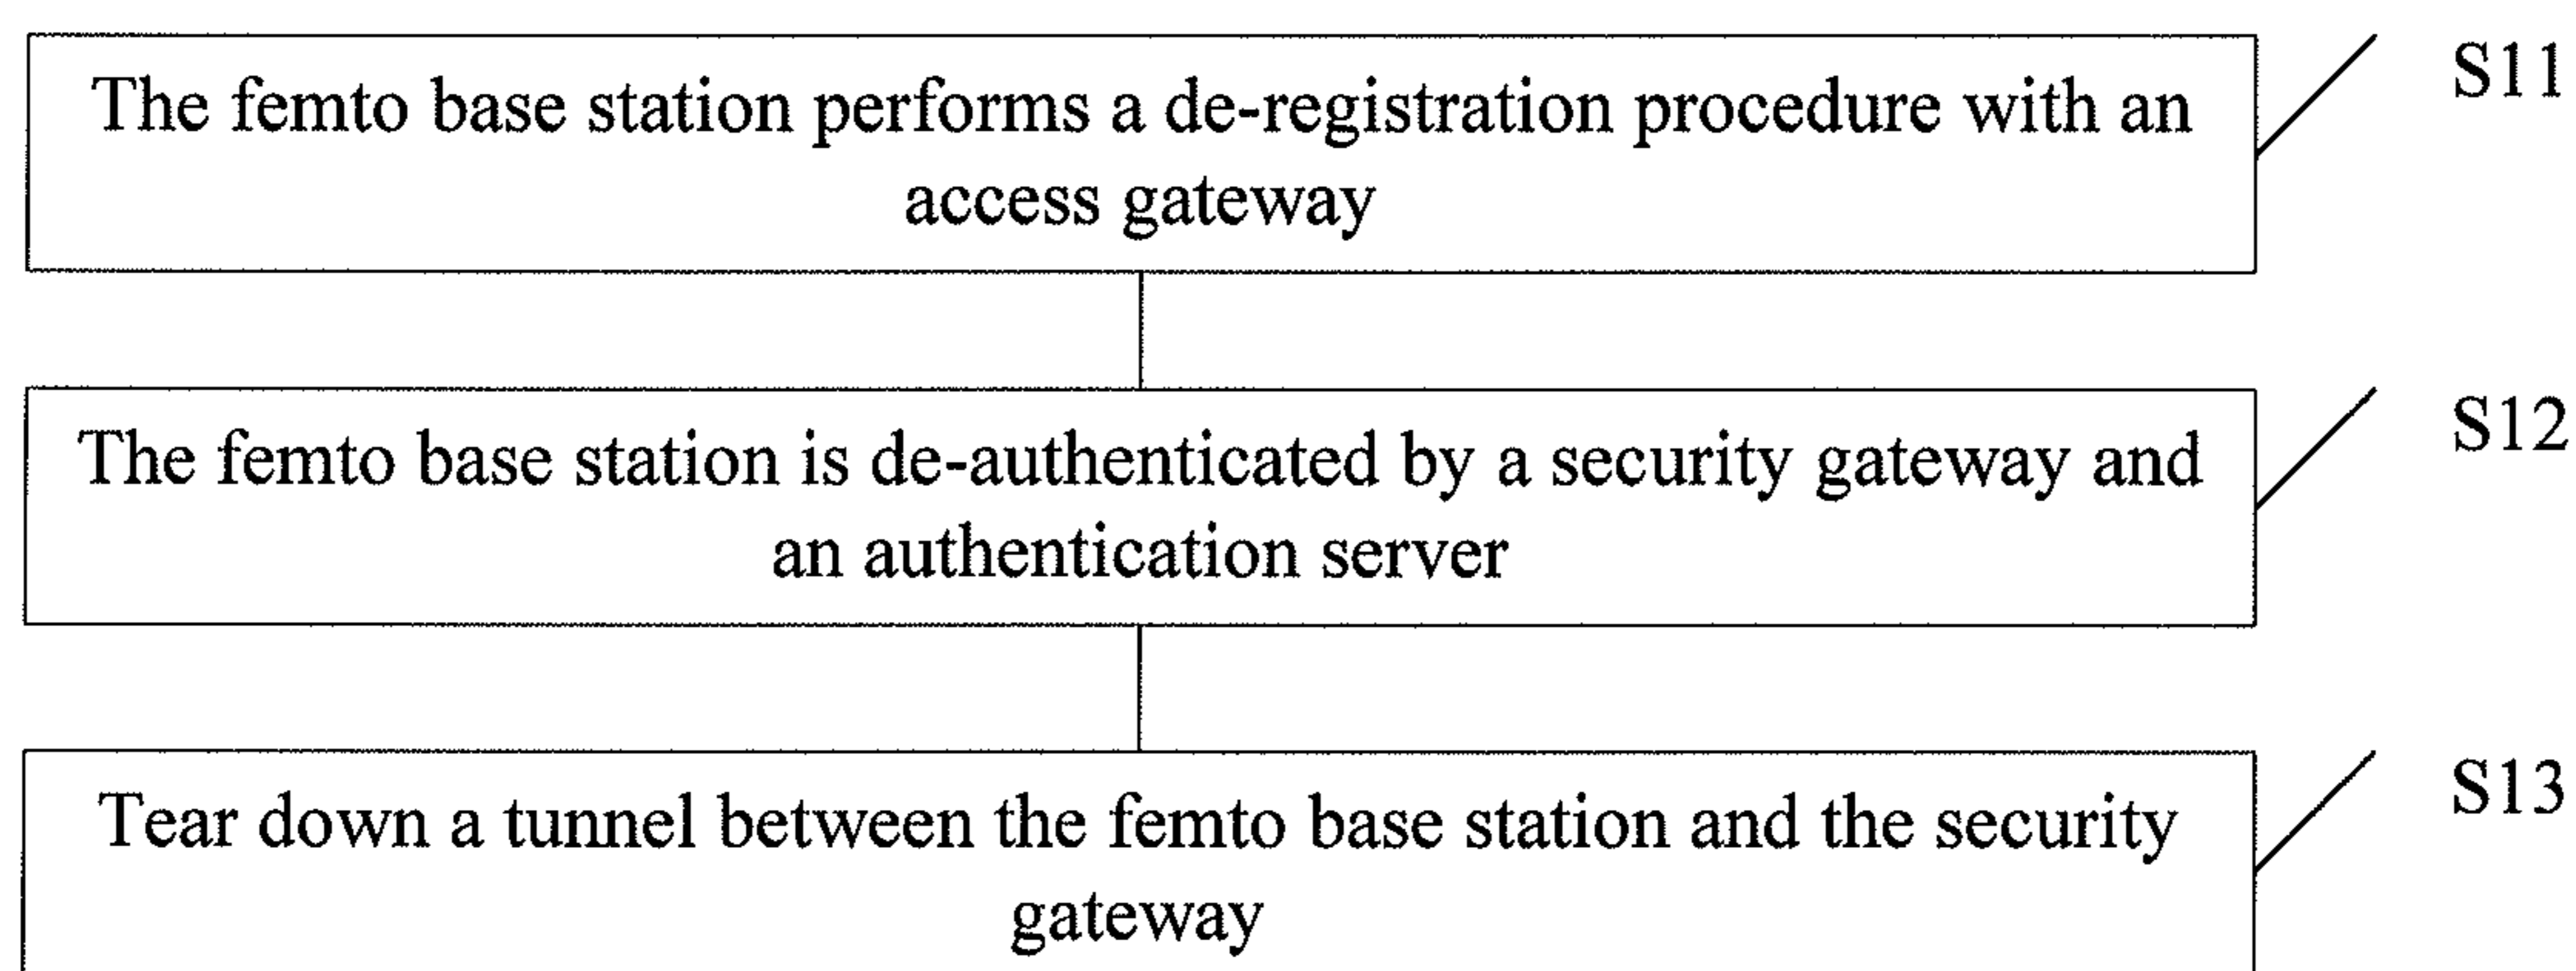 The femto base station performs a de-registration procedure with an
access gateway
S11
The femto base station is de-authenticated by a security gateway and
an authentication server
S12
Tear down a tunnel between the femto base station and the security
gateway
S13